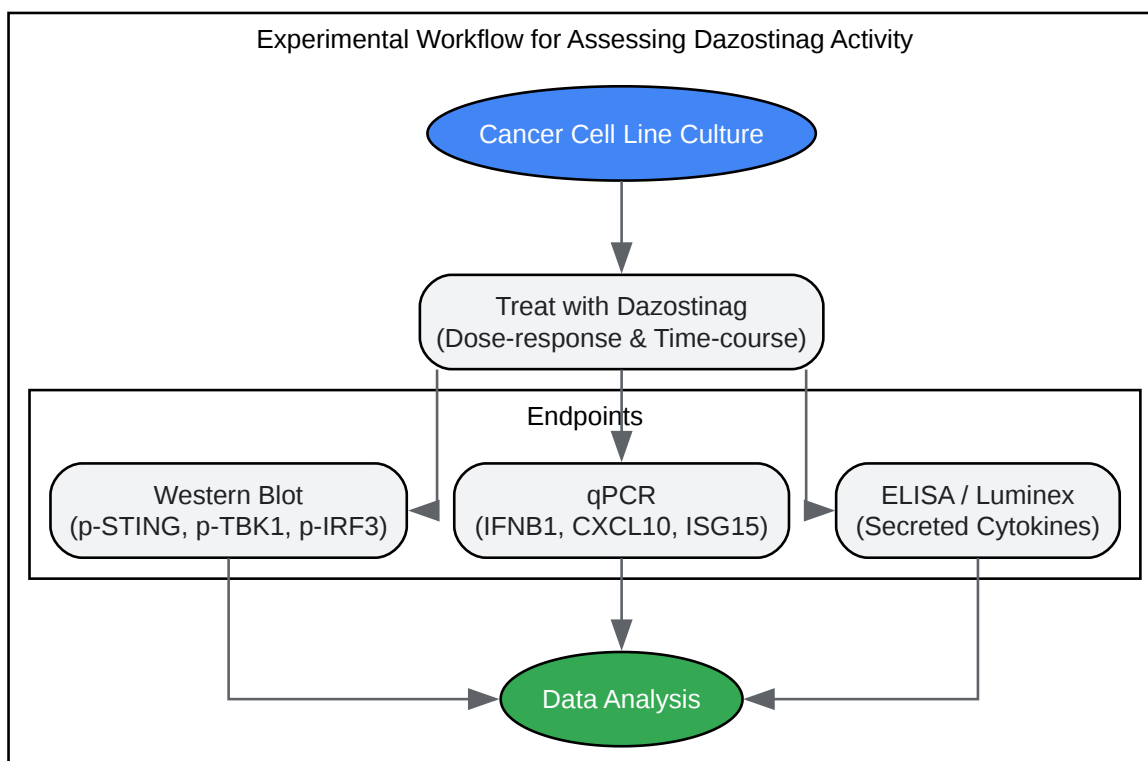 Experimental Workflow for Assessing Dazostinag Activity
Cancer Cell Line Culture
Treat with Dazostinag
(Dose-response & Time-course)
Endpoints
Western Blot
(p-STING, p-TBK1, p-IRF3)
qPCR
(IFNB1, CXCL10, ISG15)
ELISA / Luminex
(Secreted Cytokines)
Data Analysis